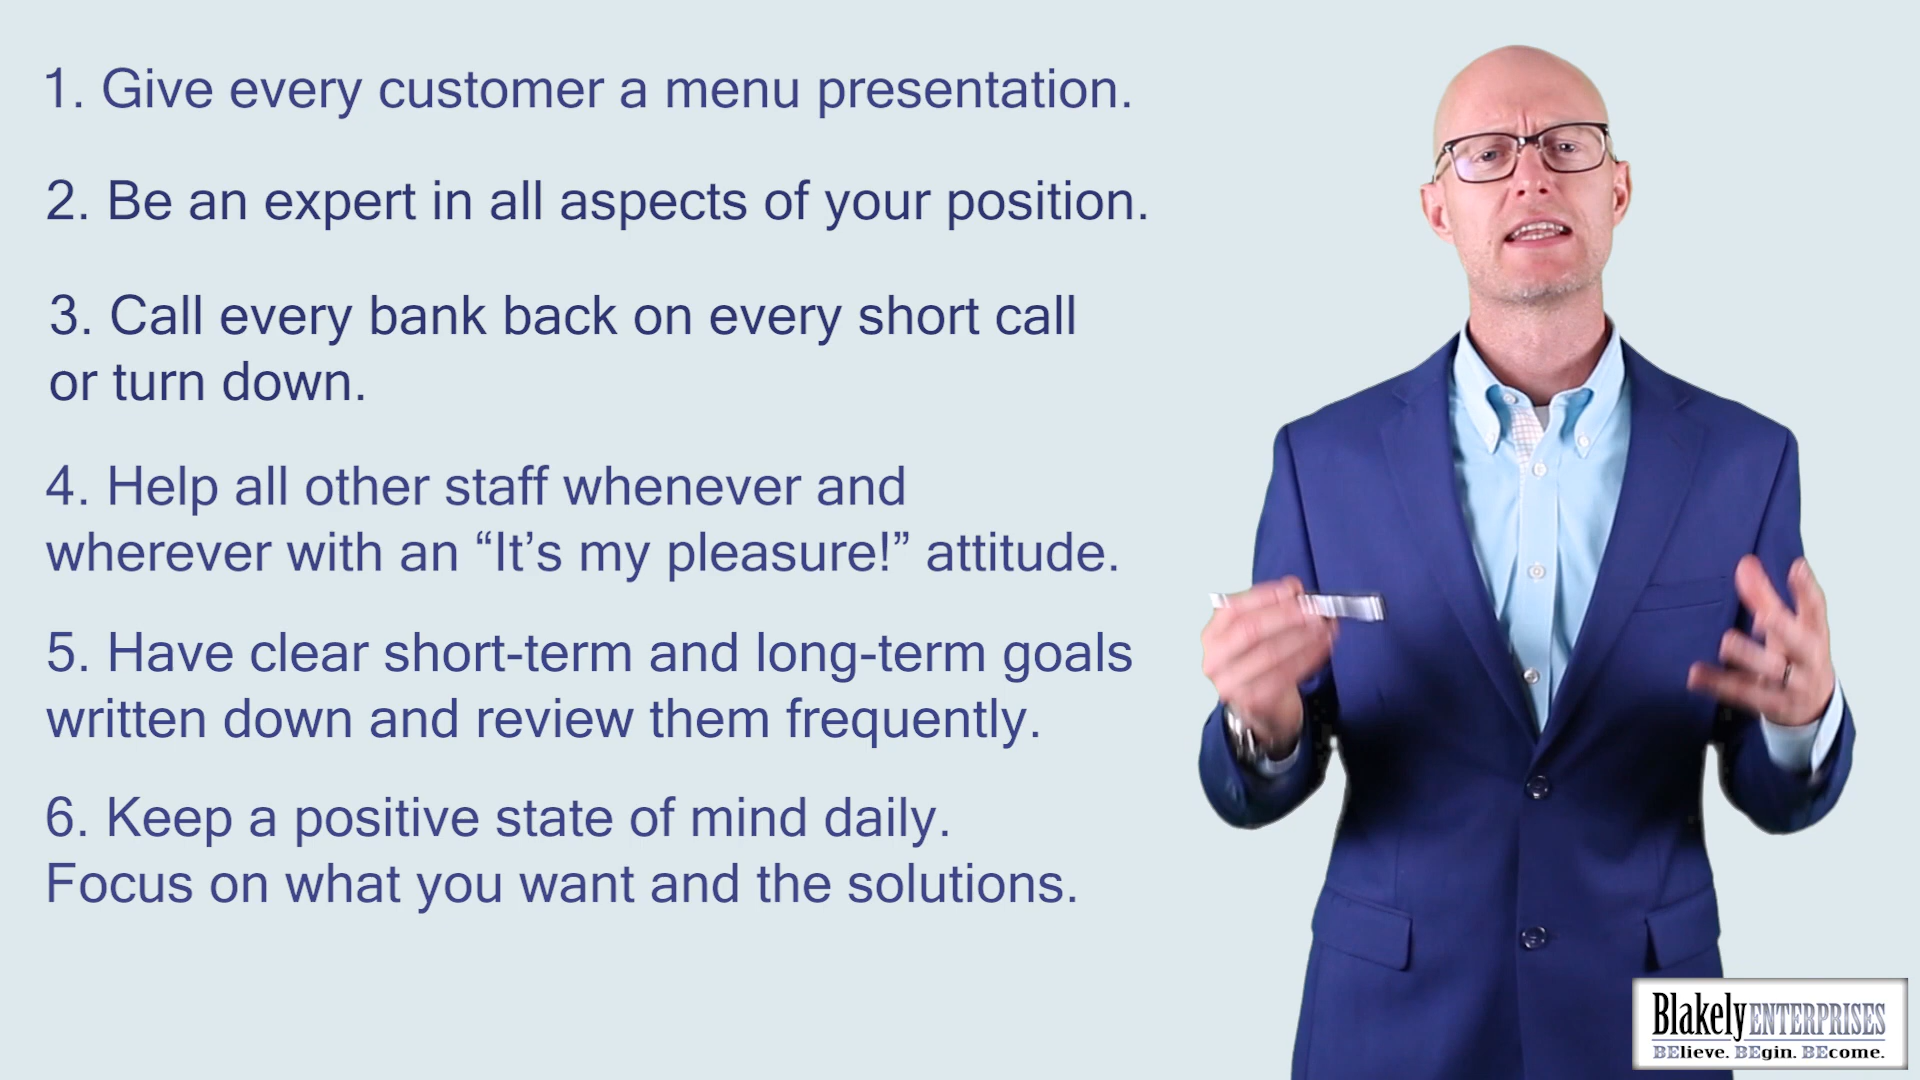 1. Give every customer a menu presentation.
2. Be an expert in all aspects of your position.
3. Call every bank back on every short call
or turn down.
4. Help all other staff whenever and
wherever with an “It’s my pleasure!” attitude.
5. Have clear short-term and long-term goals
written down and review them frequently.
6. Keep a positive state of mind daily.
Focus on what you want and the solutions.
Blakely ENTERPRISES
BElieve. BEgin. BEcome.